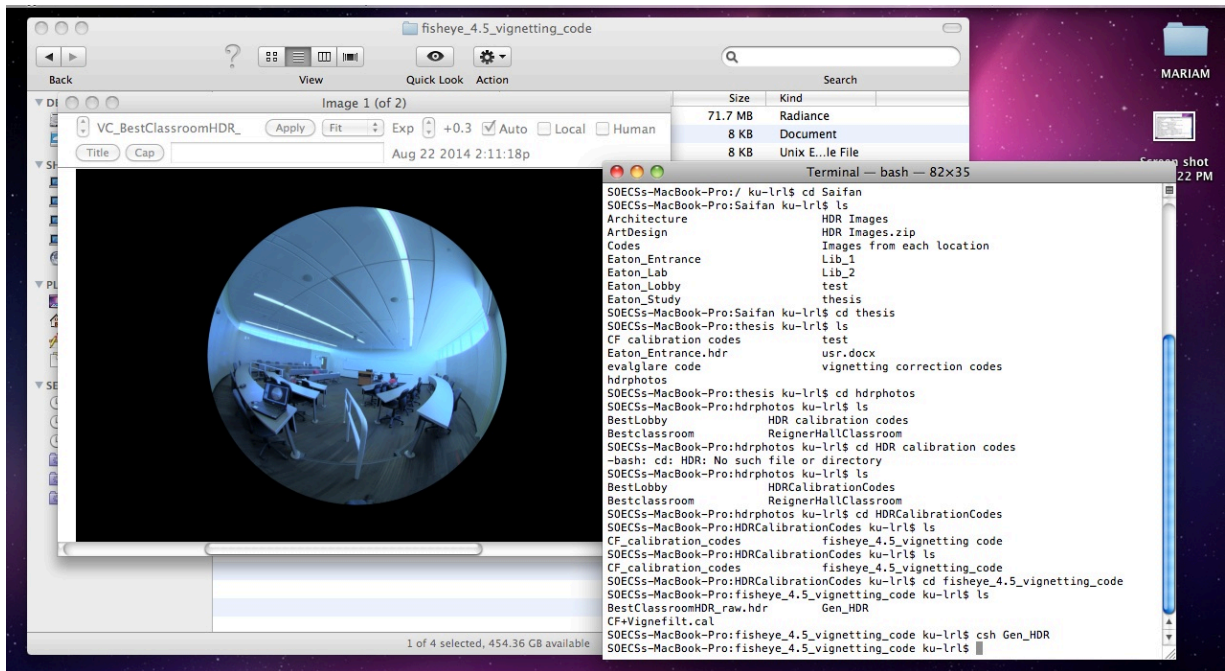 fisheye_4.5_vignetting_code
Back
View
Quick Look
Action
Search
MARIAM
Size
Kind
71.7 MB
Radiance
8 KB
Document
8 KB
Unix E...le File
Image 1 (of 2)
VC_BestClassroomHDR_
Apply
Fit
Exp
+0.3
Auto
Local
Human
Title
Cap
Aug 22 2014 2:11:18p
Screen shot
22 PM
DE
SH
PL
SE
Terminal — bash — 82×35
SOECSs-MacBook-Pro:/ ku-lrl$ cd Saifan
SOECSs-MacBook-Pro:Saifan ku-lrl$ ls
Architecture HDR Images
ArtDesign HDR Images.zip
Codes Images from each location
Eaton_Entrance Lib_1
Eaton_Lab Lib_2
Eaton_Lobby test
Eaton_Study thesis
SOECSs-MacBook-Pro:Saifan ku-lrl$ cd thesis
SOECSs-MacBook-Pro:thesis ku-lrl$ ls
CF calibration codes test
Eaton_Entrance.hdr usr.docx
evalglare code vignetting correction codes
hdrphotos
SOECSs-MacBook-Pro:thesis ku-lrl$ cd hdrphotos
SOECSs-MacBook-Pro:hdrphotos ku-lrl$ ls
BestLobby HDR calibration codes
Bestclassroom ReignerHallClassroom
SOECSs-MacBook-Pro:hdrphotos ku-lrl$ cd HDR calibration codes
-bash: cd: HDR: No such file or directory
SOECSs-MacBook-Pro:hdrphotos ku-lrl$ ls
BestLobby HDRCalibrationCodes
Bestclassroom ReignerHallClassroom
SOECSs-MacBook-Pro:hdrphotos ku-lrl$ cd HDRCalibrationCodes
SOECSs-MacBook-Pro:HDRCalibrationCodes ku-lrl$ ls
CF_calibration_codes fisheye_4.5_vignetting code
SOECSs-MacBook-Pro:HDRCalibrationCodes ku-lrl$ ls
CF_calibration_codes fisheye_4.5_vignetting_code
SOECSs-MacBook-Pro:HDRCalibrationCodes ku-lrl$ cd fisheye_4.5_vignetting_code
SOECSs-MacBook-Pro:fisheye_4.5_vignetting_code ku-lrl$ ls
BestClassroomHDR_raw.hdr Gen_HDR
CF+Vignefilt.cal
SOECSs-MacBook-Pro:fisheye_4.5_vignetting_code ku-lrl$ csh Gen_HDR
SOECSs-MacBook-Pro:fisheye_4.5_vignetting_code ku-lrl$
1 of 4 selected, 454.36 GB available